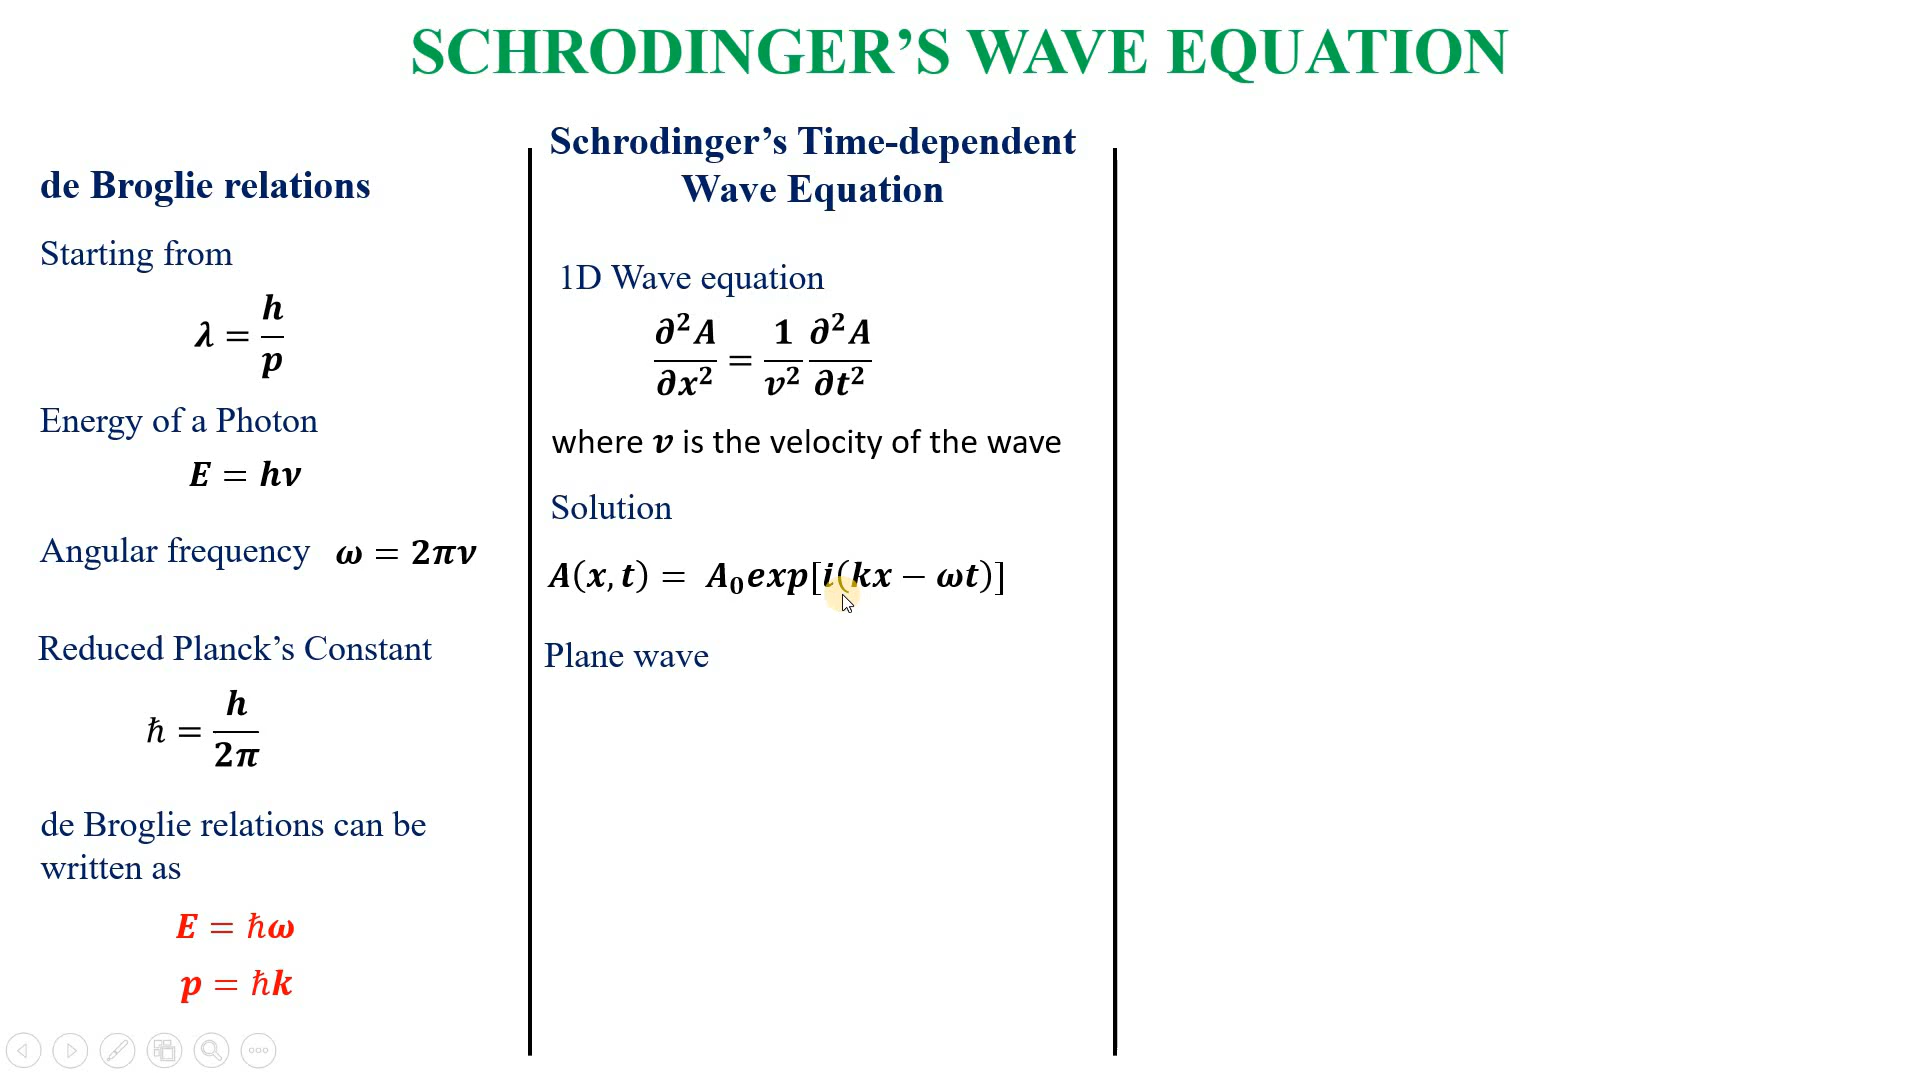 SCHRODINGER’S WAVE EQUATION
de Broglie relations
Starting from
λ = h/p
Energy of a Photon
E = hν
Angular frequency ω = 2πν
Reduced Planck’s Constant
ℏ = h/2π
de Broglie relations can be
written as
E = ℏω
p = ℏk
Schrodinger’s Time-dependent
Wave Equation
1D Wave equation
∂²A/∂x² = 1/v² ∂²A/∂t²
where v is the velocity of the wave
Solution
A(x, t) = A₀exp[i(kx − ωt)]
Plane wave